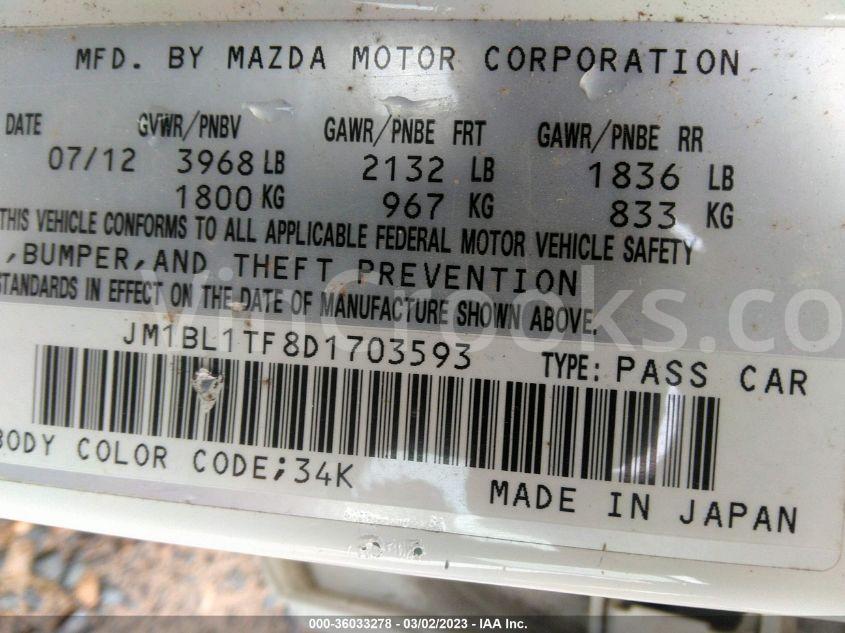 MFD. BY MAZDA MOTOR CORPORATION
DATE GVWR/PNBV GAWR/PNBE FRT GAWR/PNBE RR
07/12 3968 LB 2132 LB 1836 LB
1800 KG 967 KG 833 KG
THIS VEHICLE CONFORMS TO ALL APPLICABLE FEDERAL MOTOR VEHICLE SAFETY
,BUMPER,AND THEFT PREVENTION
STANDARDS IN EFFECT ON THE DATE OF MANUFACTURE SHOWN ABOVE.
VinCrooks.co
JM1BL1TF8D1703593 TYPE: PASS CAR
BODY COLOR CODE;34K
MADE IN JAPAN
000-36033278 - 03/02/2023 - © IAA Inc.